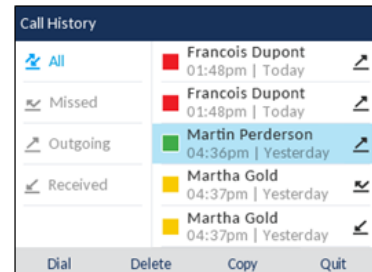 Call History
All
Missed
Outgoing
Received
Francois Dupont
01:48pm | Today
Francois Dupont
01:48pm | Today
Martin Perderson
04:36pm | Yesterday
Martha Gold
04:37pm | Yesterday
Martha Gold
04:37pm | Yesterday
Dial Delete Copy Quit